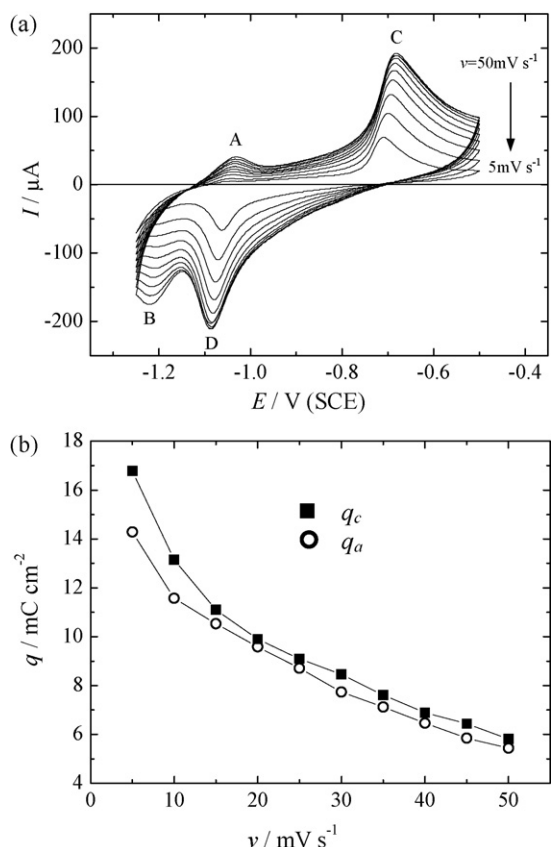 (a)
200
100
0
-100
-200
I / μA
A
C
B
D
v=50mV s⁻¹
5mV s⁻¹
-1.2 -1.0 -0.8 -0.6 -0.4
E / V (SCE)
(b)
18
16
14
12
10
8
6
4
q / mC cm⁻²
q_c
q_a
0 10 20 30 40 50
v / mV s⁻¹